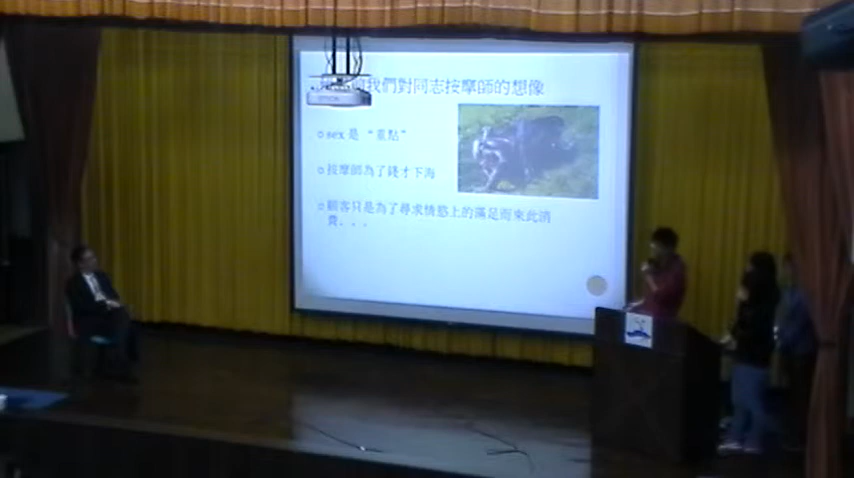 我們對同志按摩師的想像
sex 是 “重點”
按摩師為了錢才下海
顧客只是為了尋求情慾上的滿足而來此消
費. . .